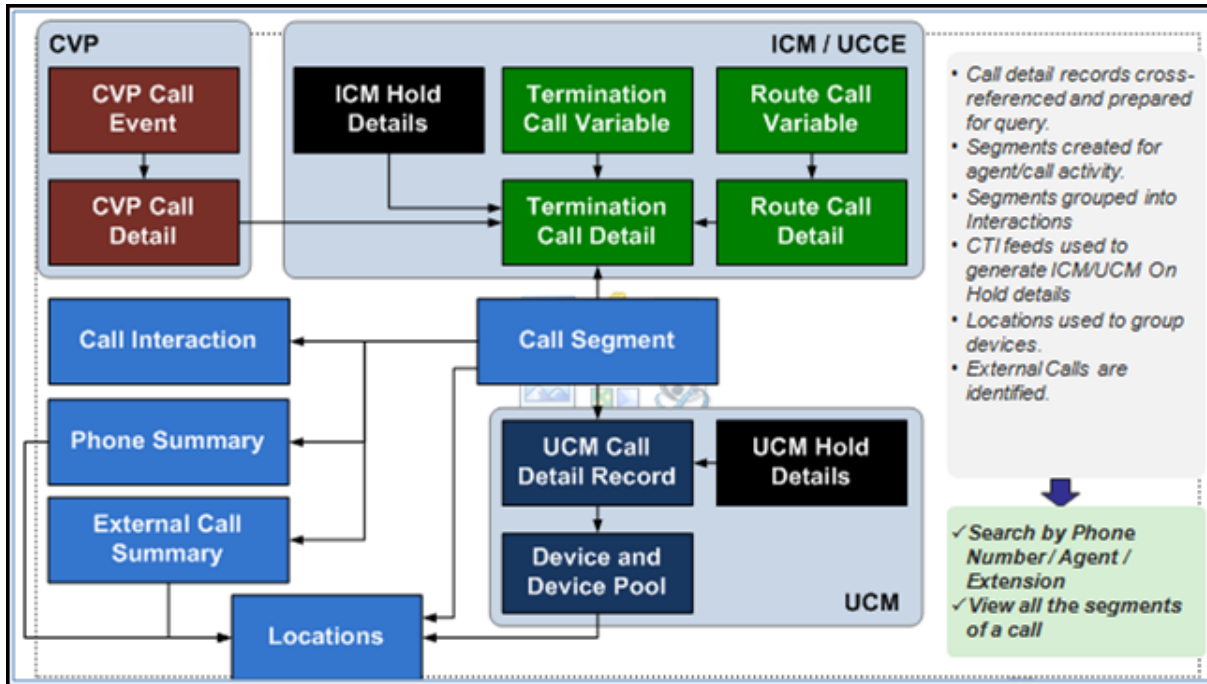 CVP
CVP Call
Event
CVP Call
Detail
ICM / UCCE
ICM Hold
Details
Termination
Call Variable
Route Call
Variable
Termination
Call Detail
Route Call
Detail
Call Interaction
Call Segment
Phone Summary
External Call
Summary
Locations
UCM Call
Detail Record
UCM Hold
Details
Device and
Device Pool
UCM
• Call detail records cross-
referenced and prepared
for query.
• Segments created for
agent/call activity.
• Segments grouped into
Interactions
• CTI feeds used to
generate ICM/UCM On
Hold details
• Locations used to group
devices.
• External Calls are
identified.
✓Search by Phone
Number / Agent /
Extension
✓View all the segments
of a call